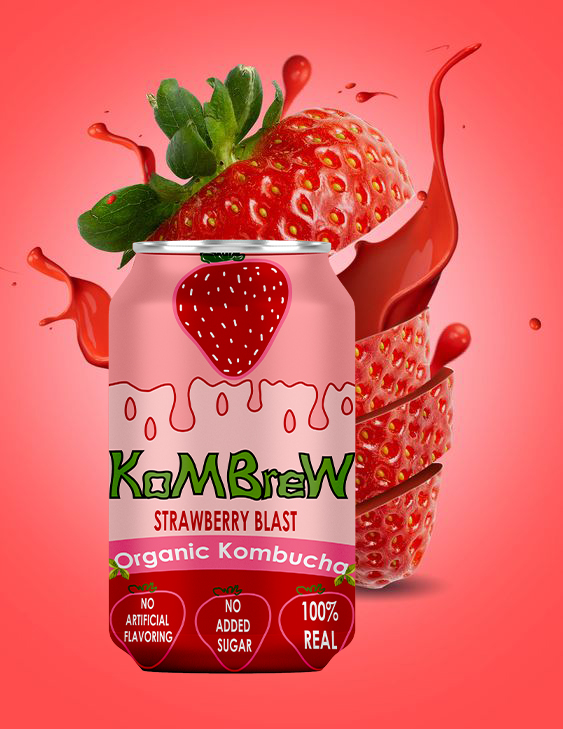 KoMBreW
STRAWBERRY BLAST
Organic Kombucha
NO
ARTIFICIAL
FLAVORING
NO
ADDED
SUGAR
100%
REAL